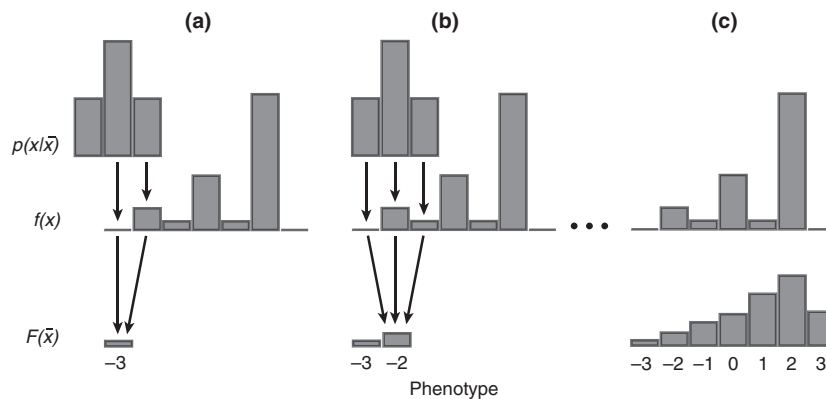 (a) (b) (c)
p(x|x̄)
f(x)
F(x̄)
–3 –3 –2 –3 –2 –1 0 1 2 3
Phenotype